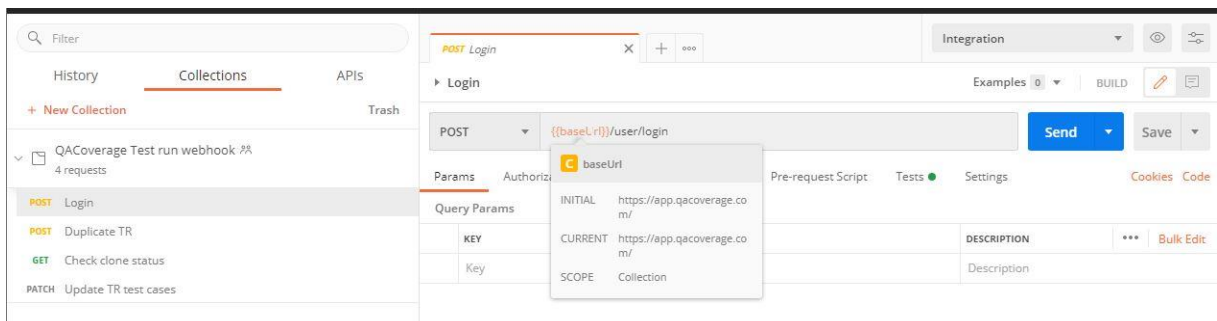 Filter
History Collections APIs
+ New Collection Trash
QACoverage Test run webhook
4 requests
POST Login
POST Duplicate TR
GET Check clone status
PATCH Update TR test cases
POST Login
Integration
Login
Examples 0 BUILD
POST {{baseUrl}}/user/login Send Save
Params Authoriz Pre-request Script Tests Settings Cookies Code
C baseUrl
INITIAL https://app.qacoverage.co
m/
CURRENT https://app.qacoverage.co
m/
SCOPE Collection
Query Params
KEY DESCRIPTION Bulk Edit
Key Description